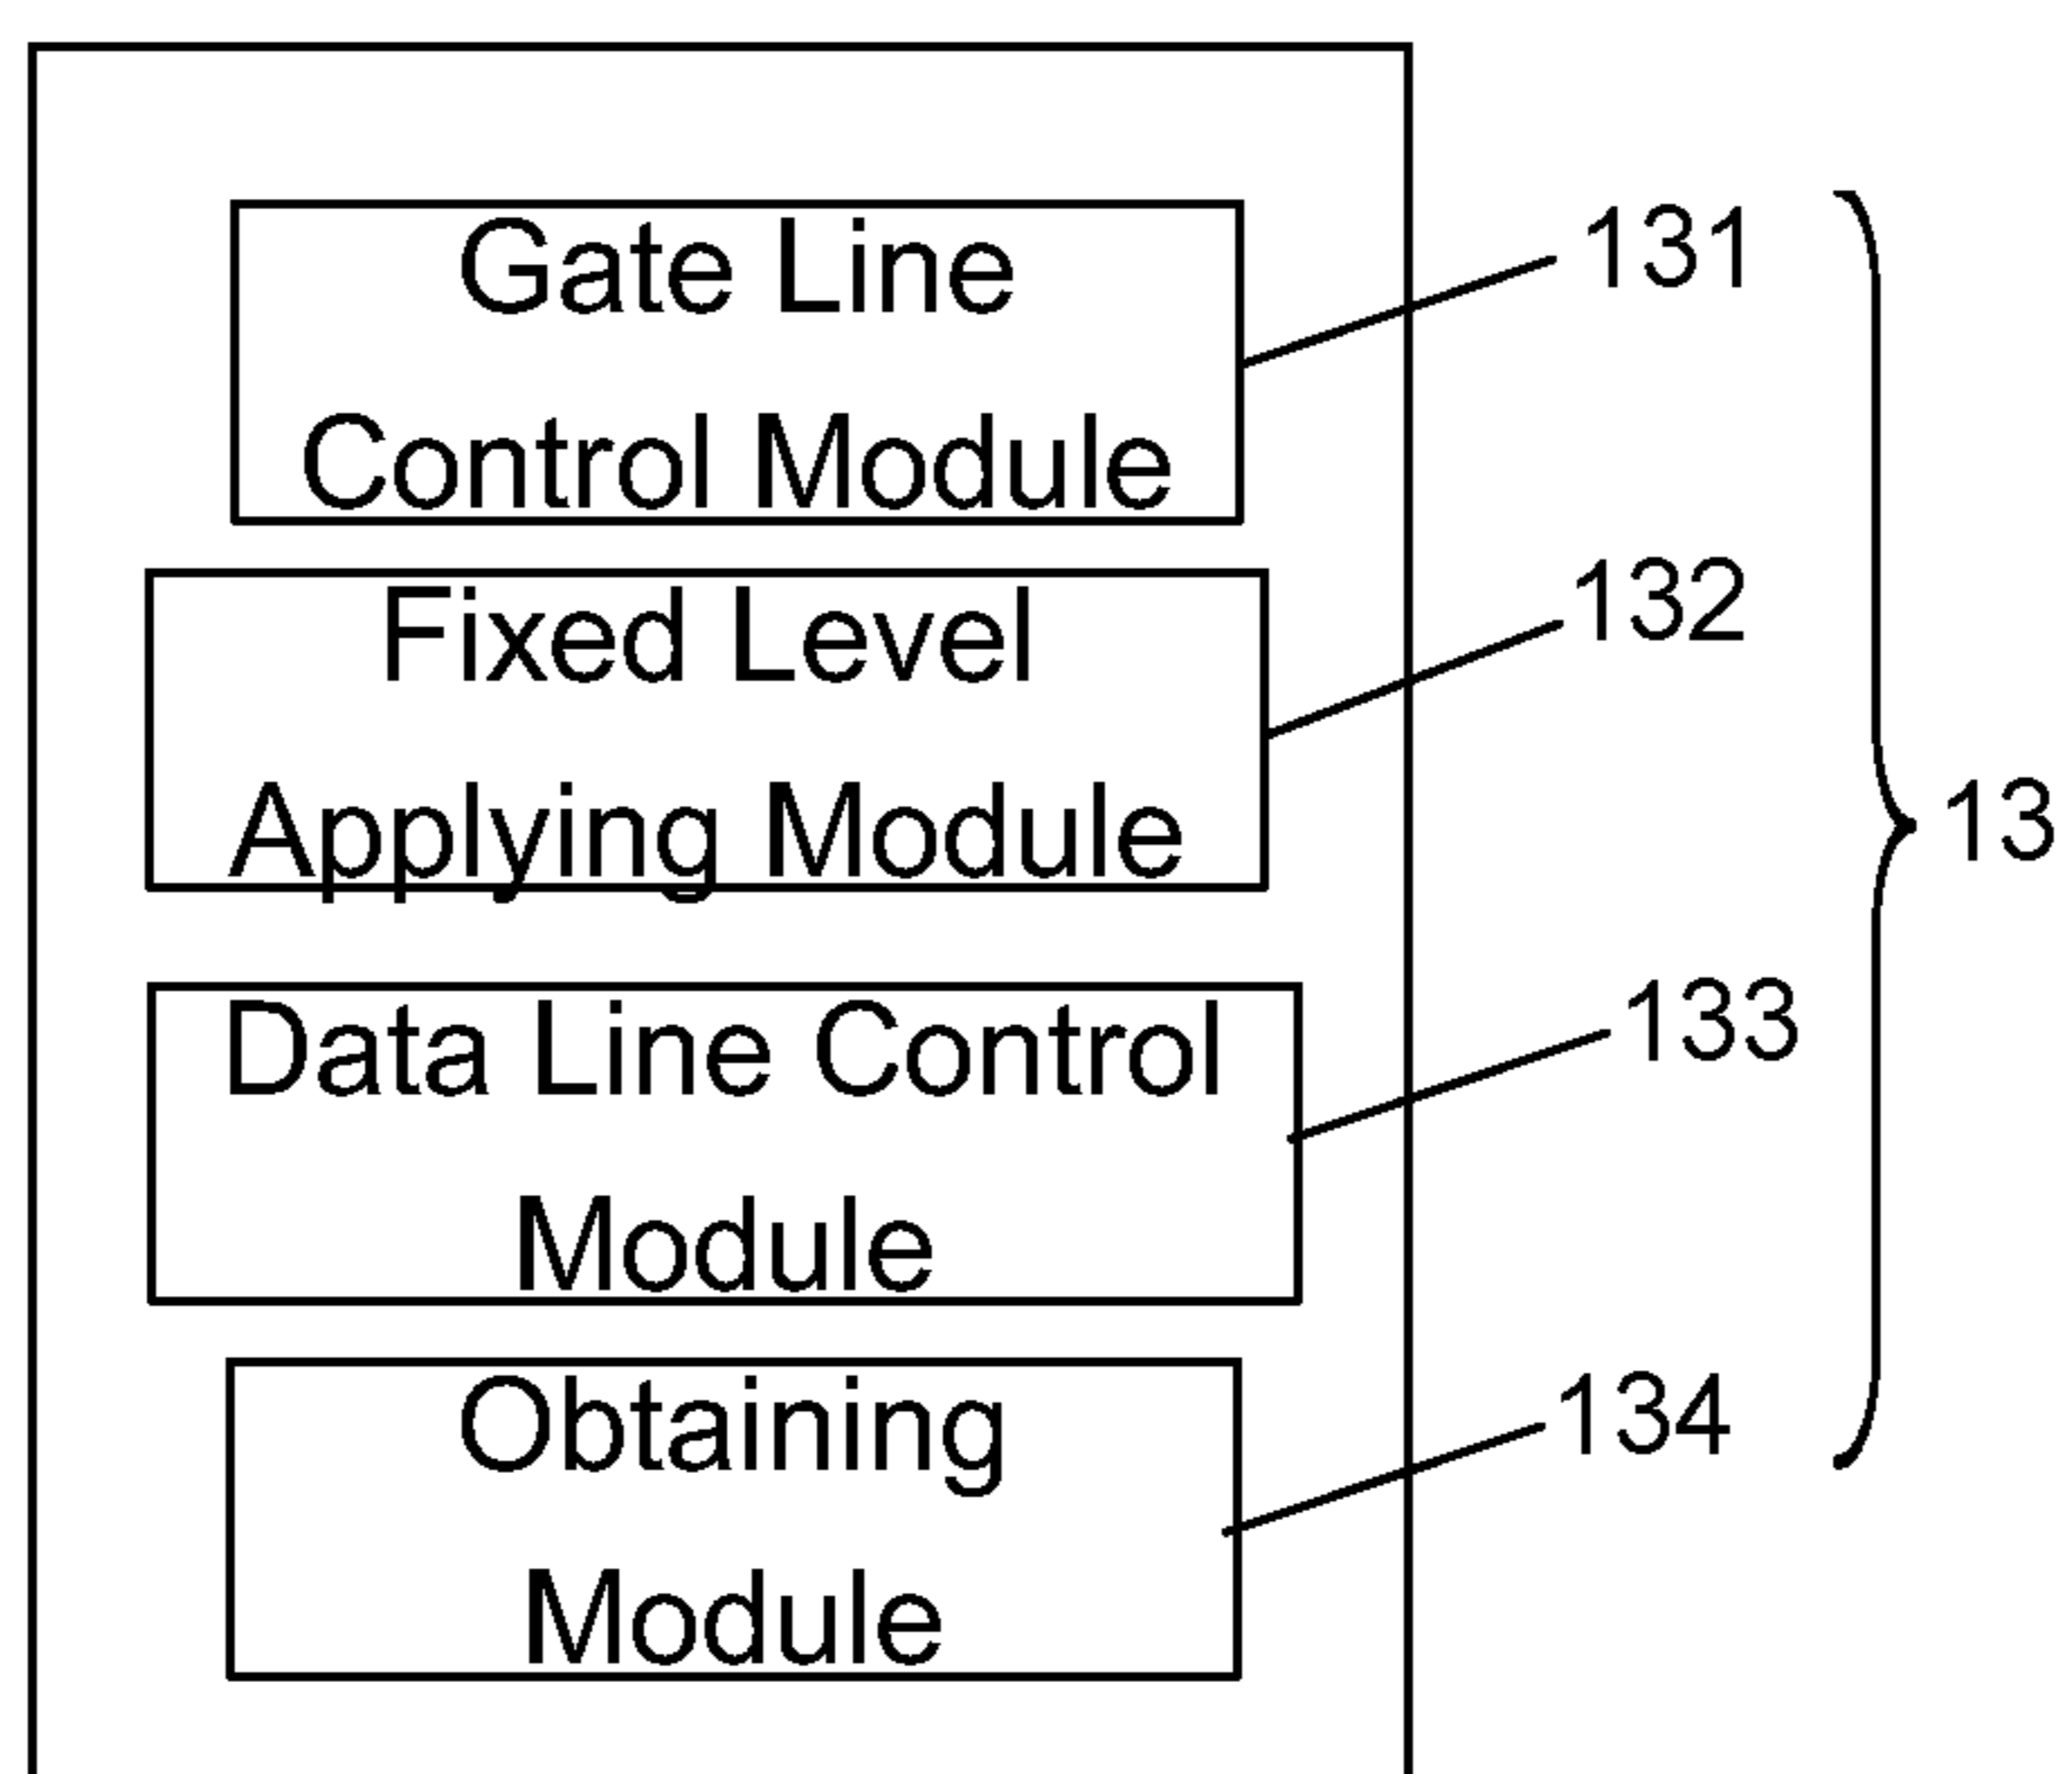 Gate Line
Control Module
131
Fixed Level
Applying Module
132
13
Data Line Control
Module
133
Obtaining
Module
134